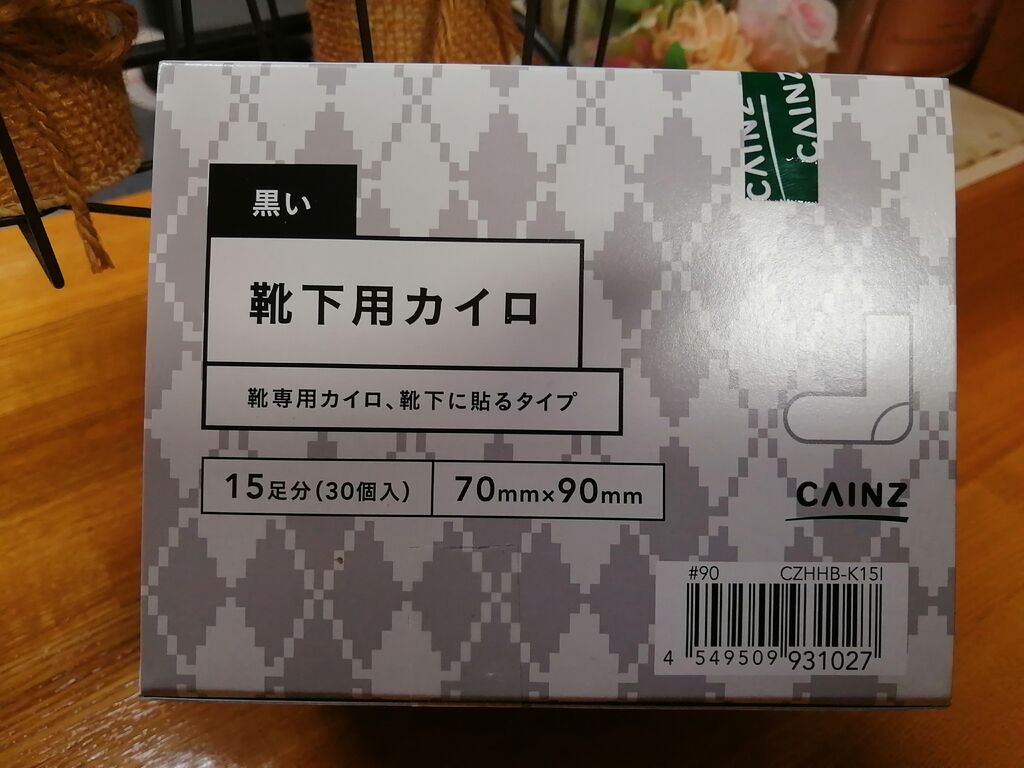 CAINZ
CAINZ
黒い
靴下用カイロ
靴専用カイロ、靴下に貼るタイプ
15足分(30個入) 70mm×90mm
CAINZ
#90 CZHHB-K15I
4 549509 931027